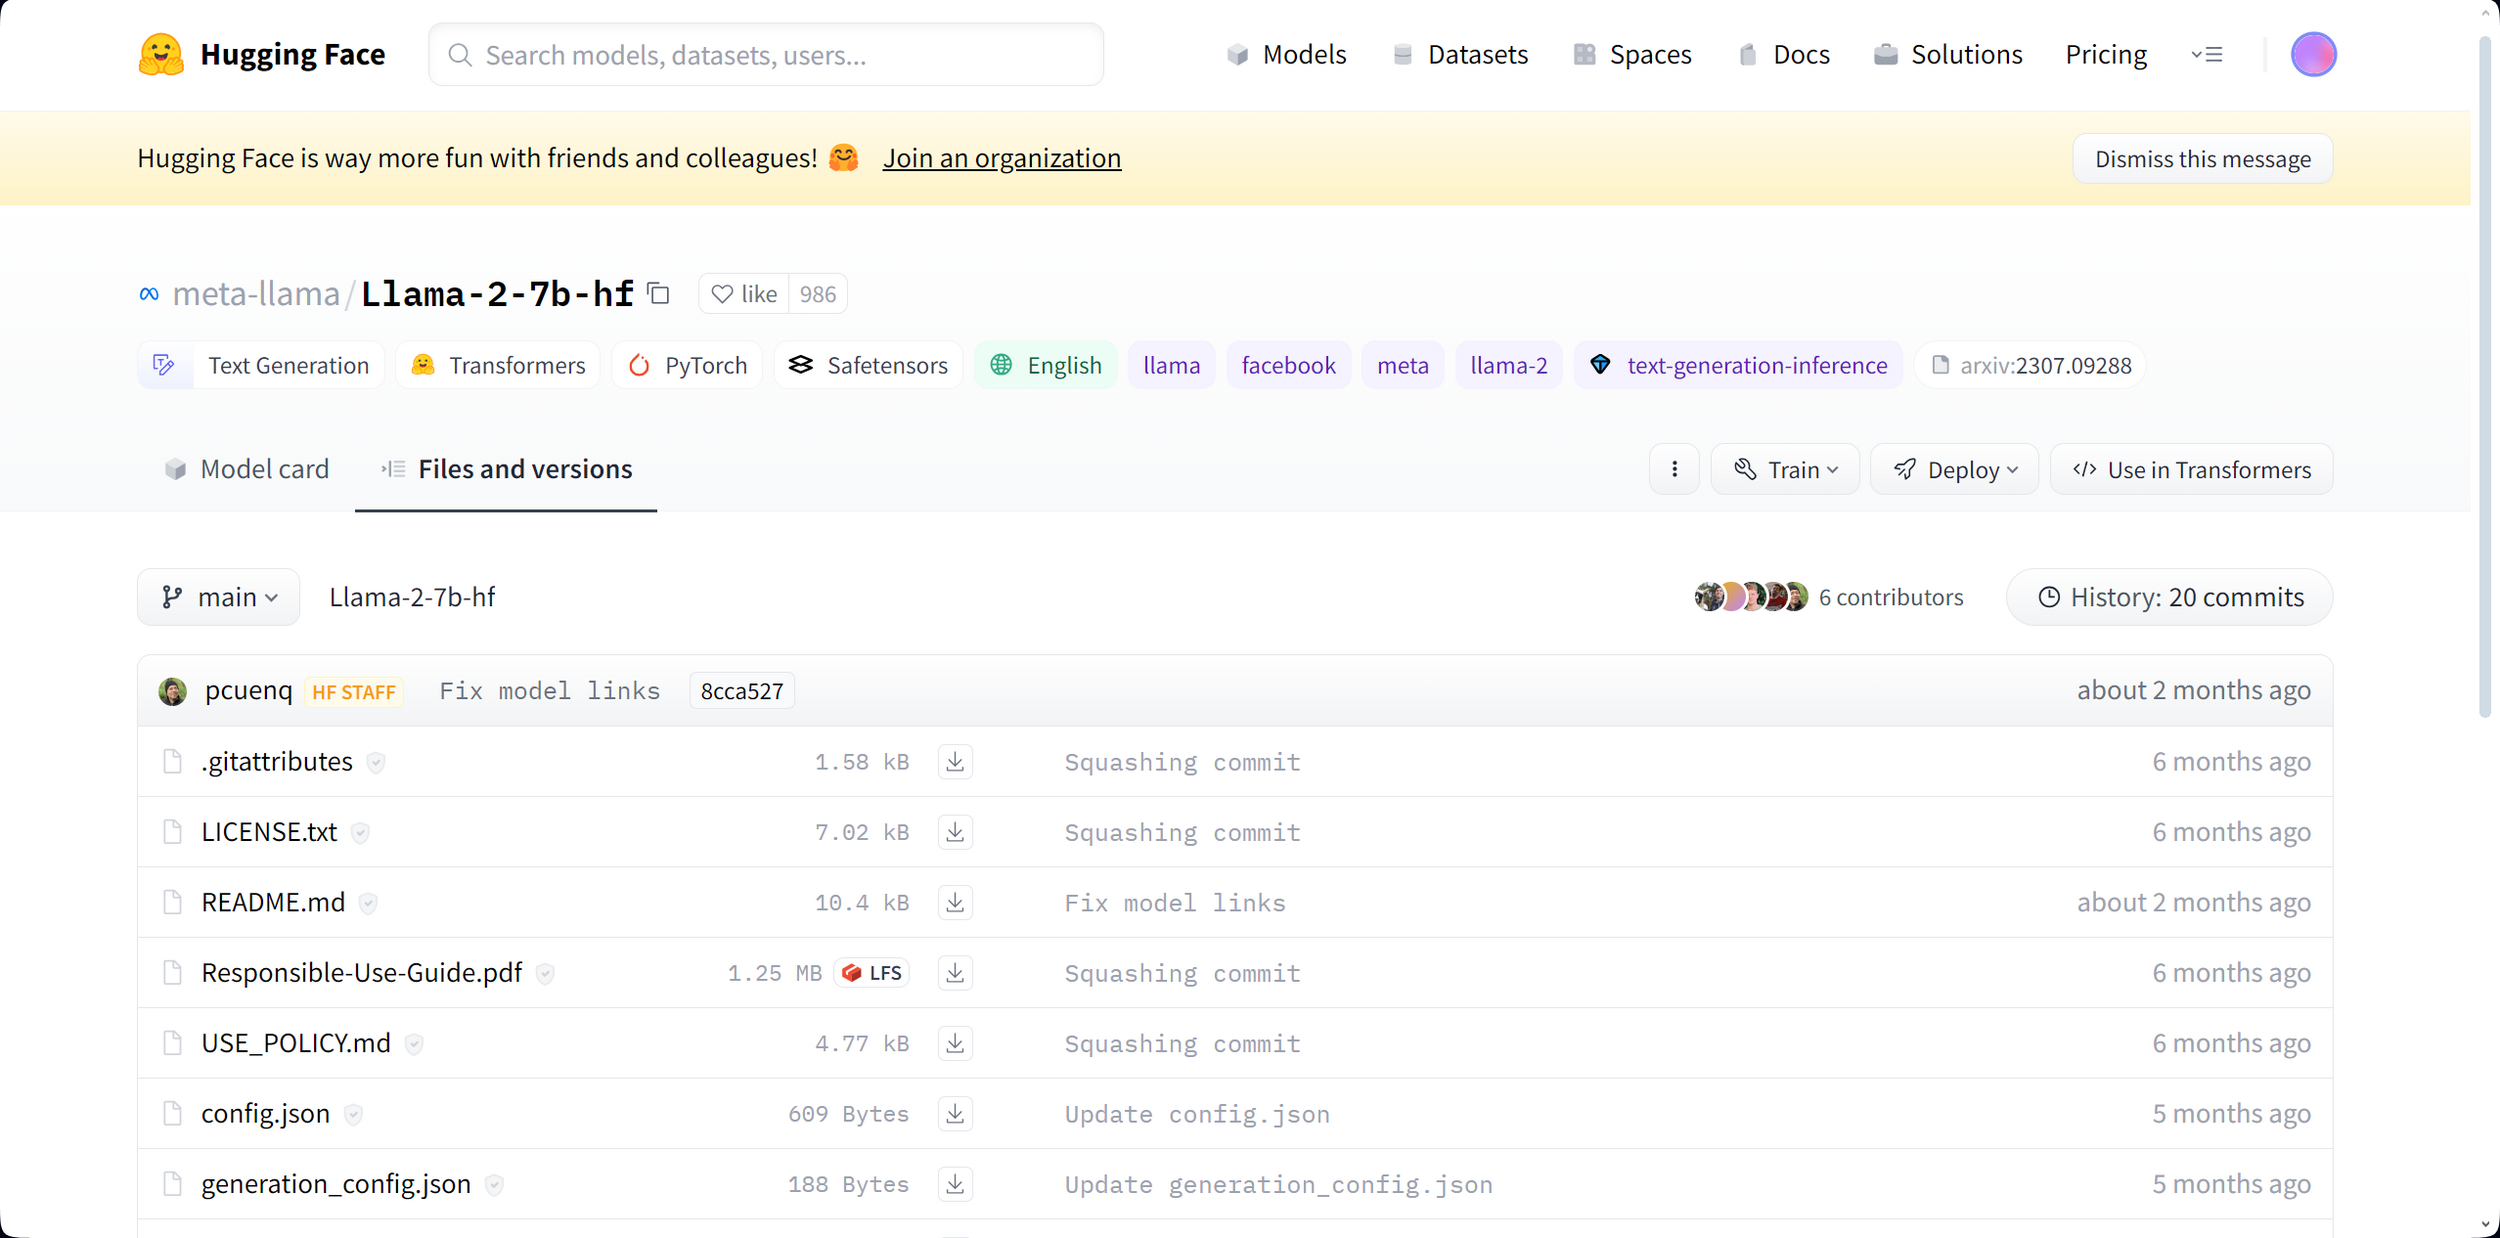 Hugging Face Search models, datasets, users... Models Datasets Spaces Docs Solutions Pricing
Hugging Face is way more fun with friends and colleagues! Join an organization Dismiss this message
meta-llama/Llama-2-7b-hf like 986
Text Generation Transformers PyTorch Safetensors English llama facebook meta llama-2 text-generation-inference arxiv:2307.09288
Model card Files and versions Train Deploy </> Use in Transformers
main Llama-2-7b-hf 6 contributors History: 20 commits
pcuenq HF STAFF Fix model links 8cca527 about 2 months ago
.gitattributes 1.58 kB Squashing commit 6 months ago
LICENSE.txt 7.02 kB Squashing commit 6 months ago
README.md 10.4 kB Fix model links about 2 months ago
Responsible-Use-Guide.pdf 1.25 MB LFS Squashing commit 6 months ago
USE_POLICY.md 4.77 kB Squashing commit 6 months ago
config.json 609 Bytes Update config.json 5 months ago
generation_config.json 188 Bytes Update generation_config.json 5 months ago